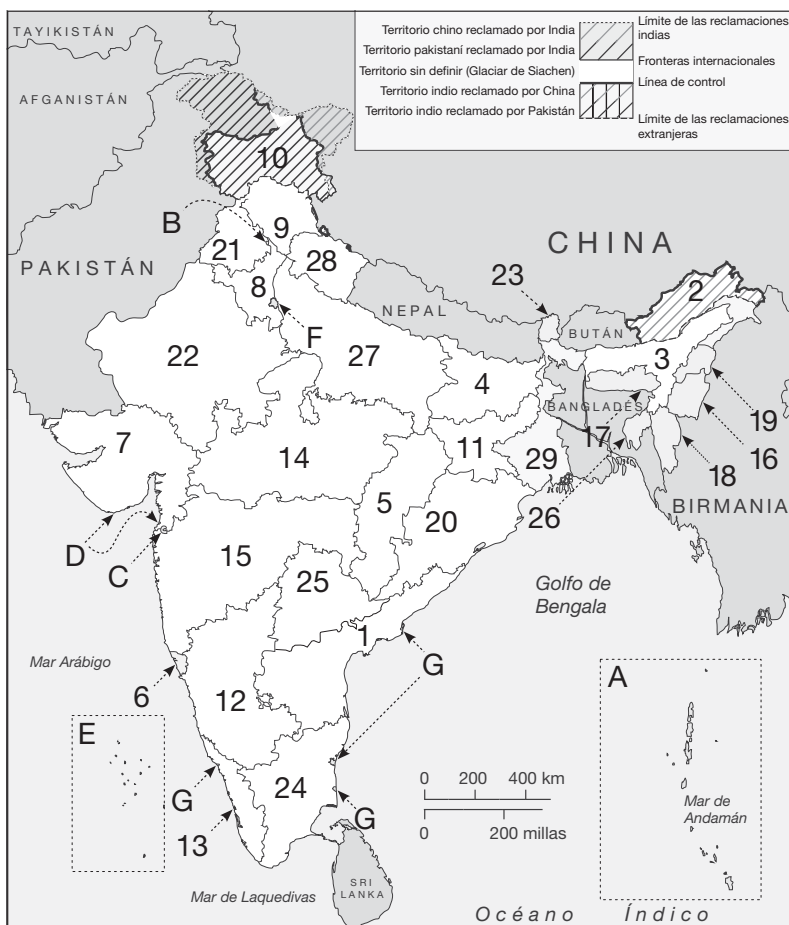 TAYIKISTÁN
AFGANISTÁN
Territorio chino reclamado por India
Territorio pakistaní reclamado por India
Territorio sin definir (Glaciar de Siachen)
Territorio indio reclamado por China
Territorio indio reclamado por Pakistán
Límite de las reclamaciones
indias
Fronteras internacionales
Línea de control
Límite de las reclamaciones
extranjeras
10
B
9
21
PAKISTÁN
28
CHINA
8
23
2
NEPAL
BUTÁN
F
22
27
3
4
BANGLADÉS
17
19
7
11
16
14
29
18
5
20
26
BIRMANIA
D
C
15
25
Golfo de
Bengala
1
Mar Arábigo
G
6
12
A
E
G
24
0 200 400 km
0 200 millas
G
13
Mar de
Andamán
SRI
LANKA
Mar de Laquedivas
Océano Índico